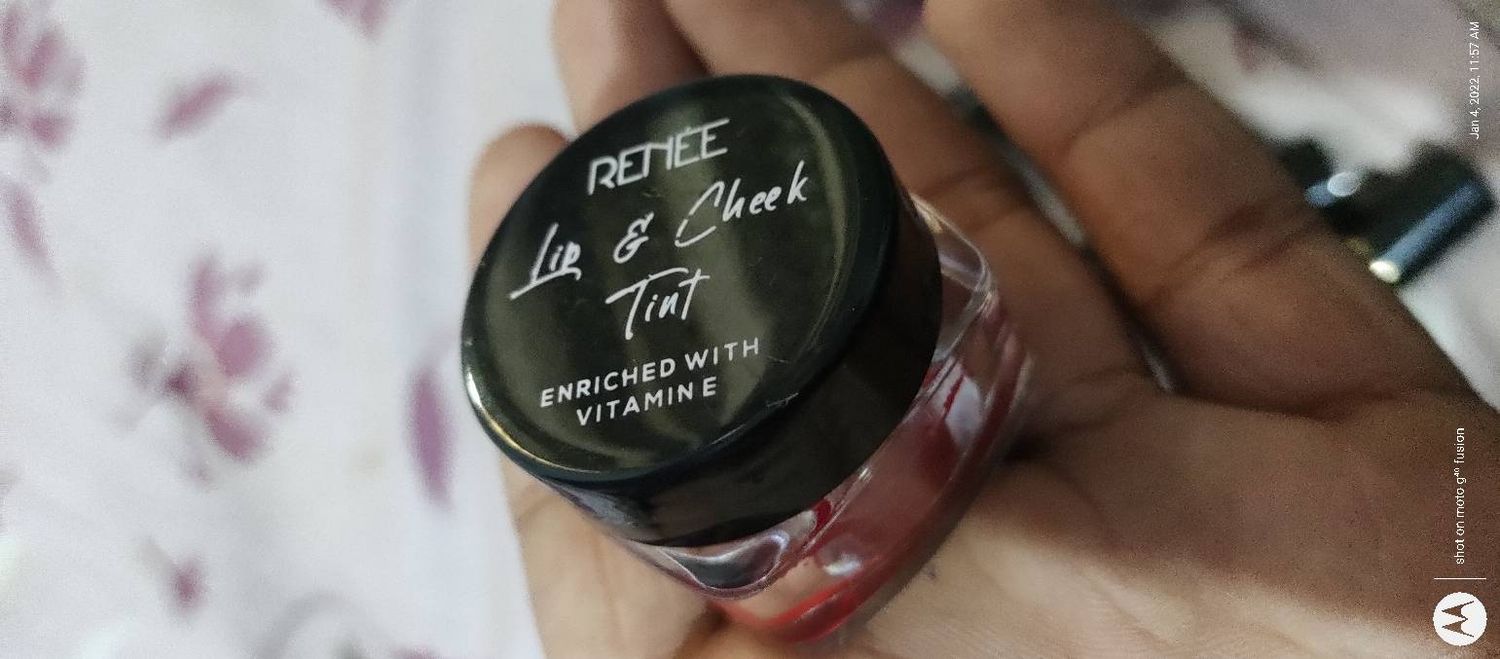 RENEE
Lip & Cheek
Tint
ENRICHED WITH
VITAMIN E
Jan 4, 2022, 11:57 AM
shot on moto g⁴⁰ fusion